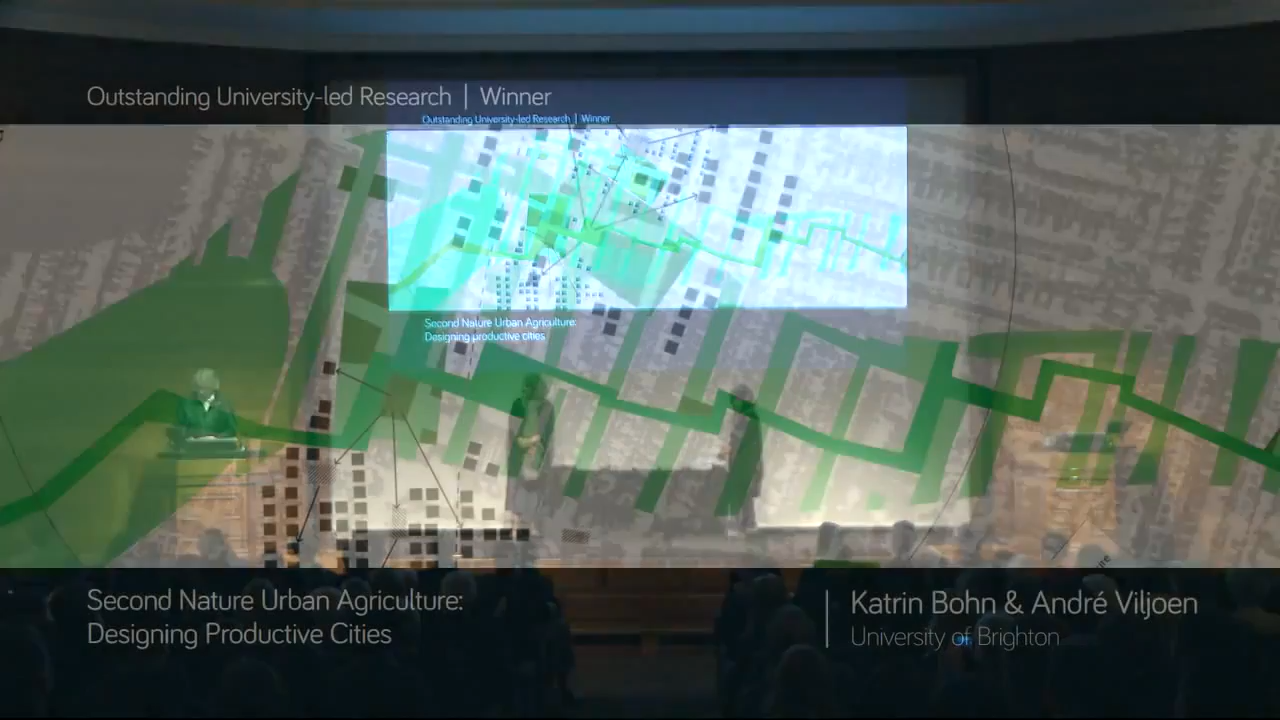 Outstanding University-led Research | Winner
Outstanding University-led Research | Winner
Second Nature Urban Agriculture:
Designing productive cities
Second Nature Urban Agriculture:
Designing Productive Cities
Katrin Bohn & André Viljoen
University of Brighton